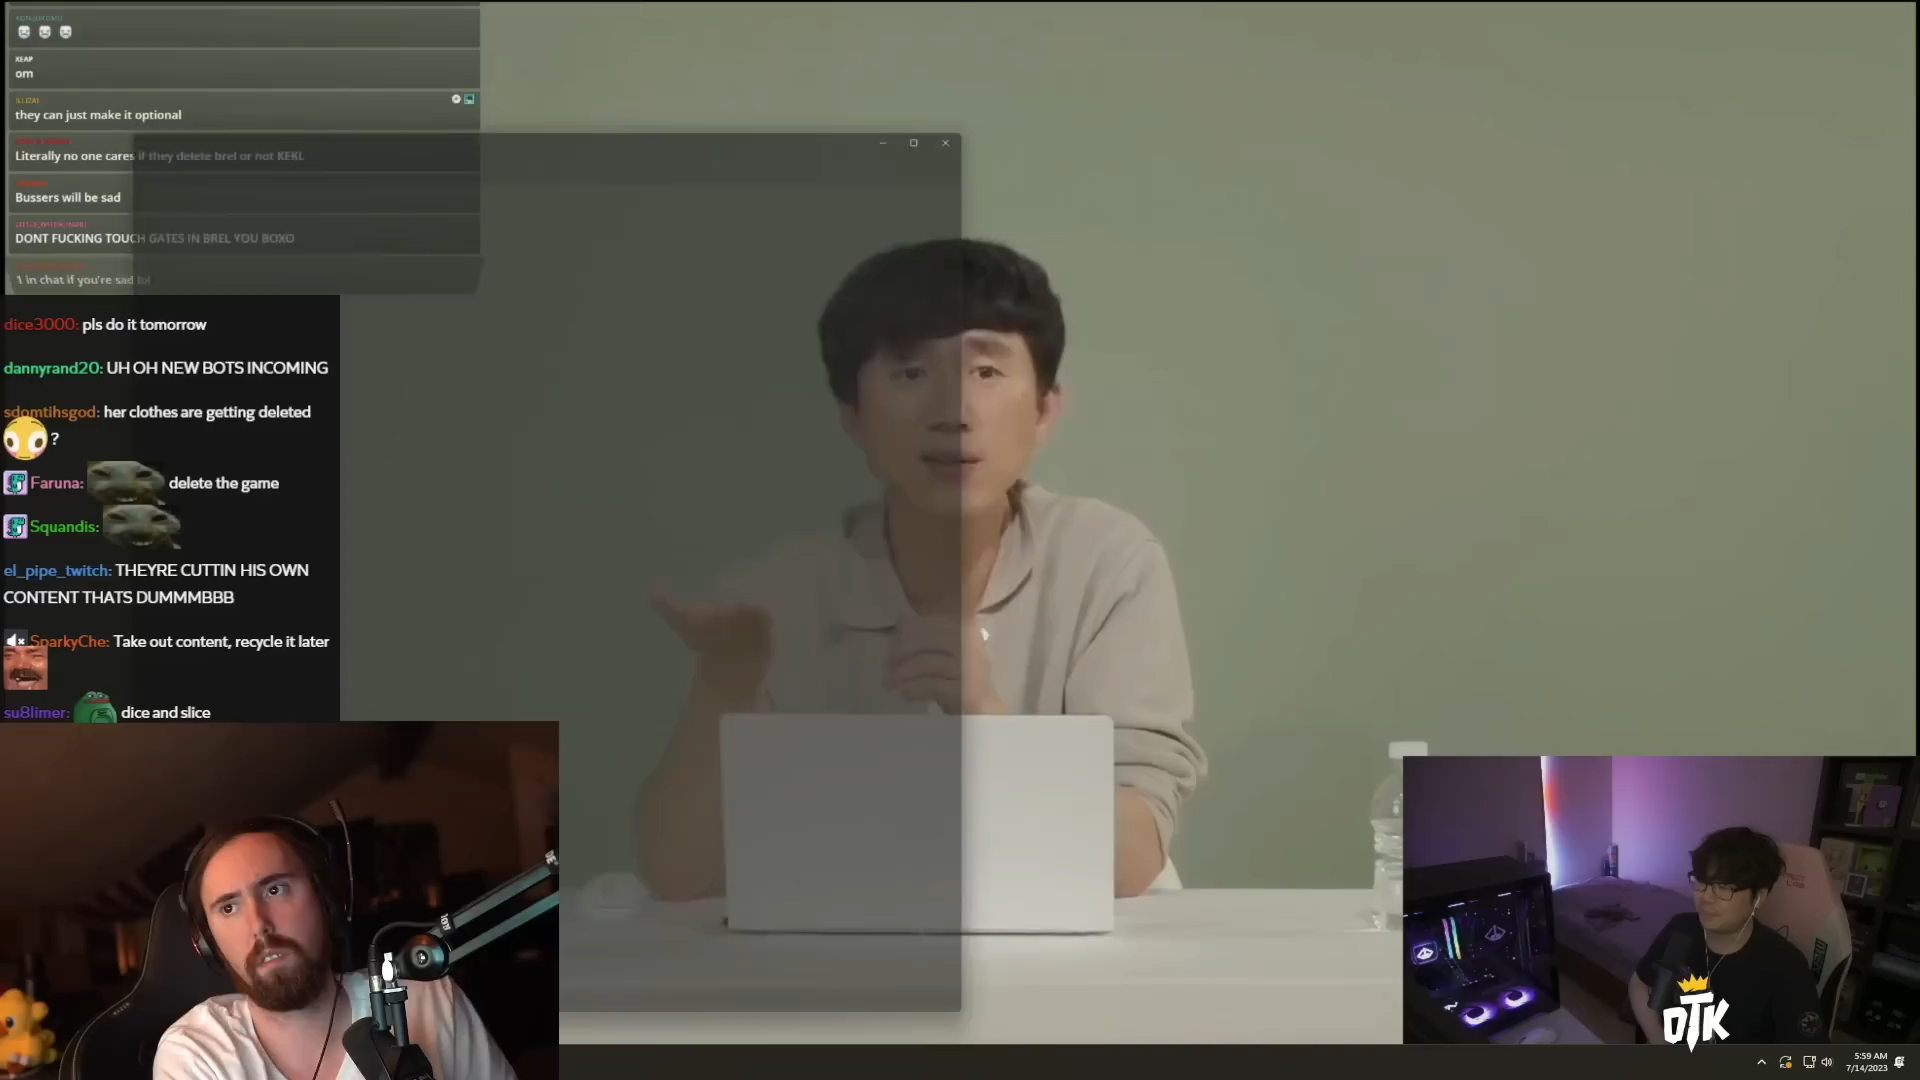 XEAP
om
ILLIZAI
they can just make it optional
Literally no one cares if they delete brel or not KEKL
Bussers will be sad
DONT FUCKING TOUCH GATES IN BREL YOU BOXO
1 in chat if you're sad lol
dice3000: pls do it tomorrow
dannyrand20: UH OH NEW BOTS INCOMING
sdomtihsgod: her clothes are getting deleted
?
Faruna: delete the game
Squandis:
el_pipe_twitch: THEYRE CUTTIN HIS OWN
CONTENT THATS DUMMMBBB
SparkyChe: Take out content, recycle it later
su8limer: dice and slice
OTK
5:59 AM
7/14/2023